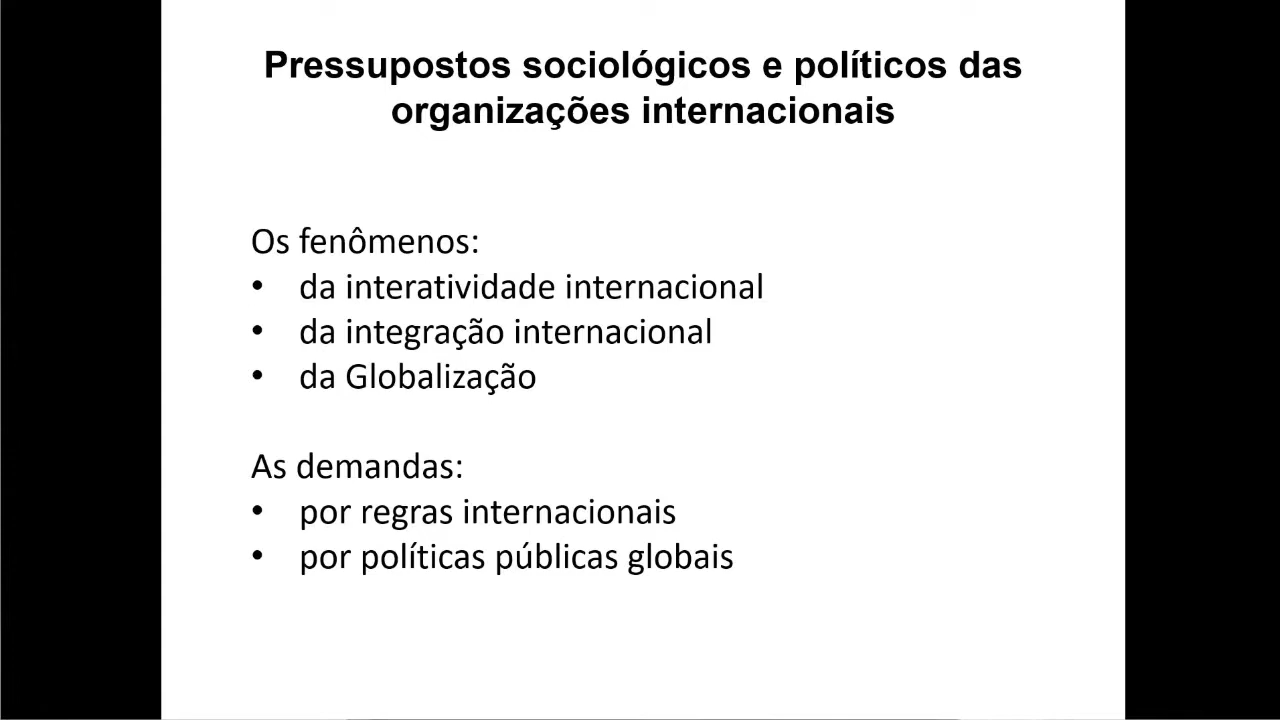 Pressupostos sociológicos e políticos das
organizações internacionais
Os fenômenos:
• da interatividade internacional
• da integração internacional
• da Globalização
As demandas:
• por regras internacionais
• por políticas públicas globais